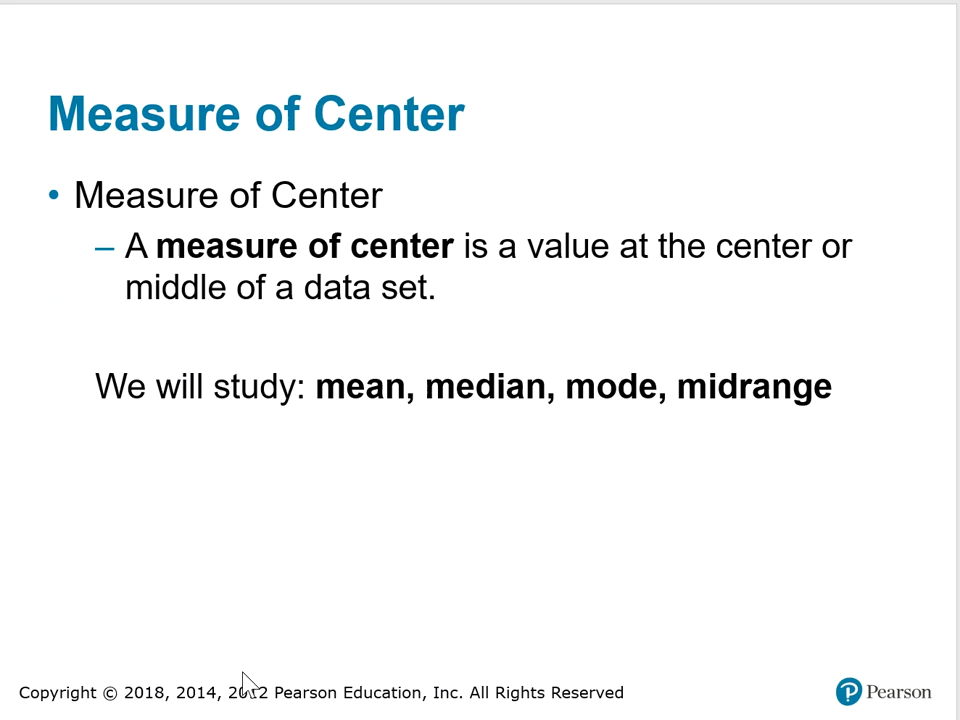 Measure of Center
• Measure of Center
– A measure of center is a value at the center or
middle of a data set.
We will study: mean, median, mode, midrange
Copyright © 2018, 2014, 2012 Pearson Education, Inc. All Rights Reserved
Pearson